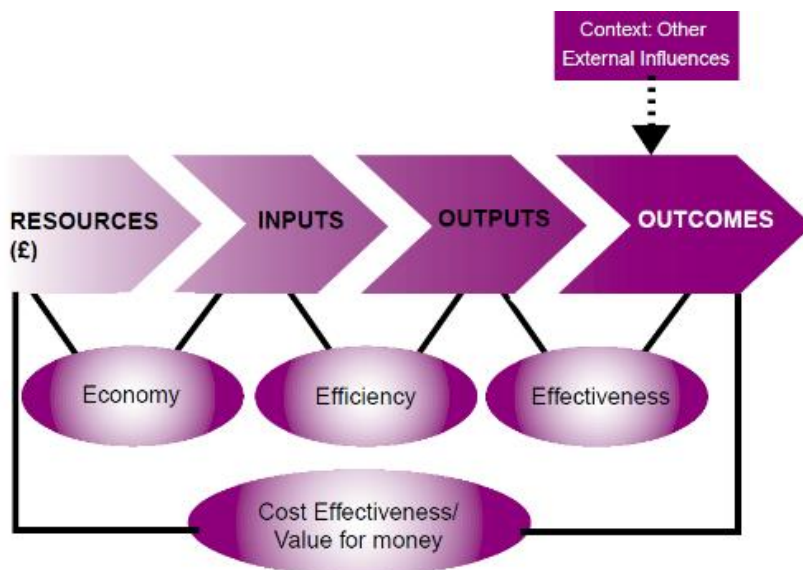 Context: Other
External Influences
RESOURCES
(£)
INPUTS
OUTPUTS
OUTCOMES
Economy
Efficiency
Effectiveness
Cost Effectiveness/
Value for money